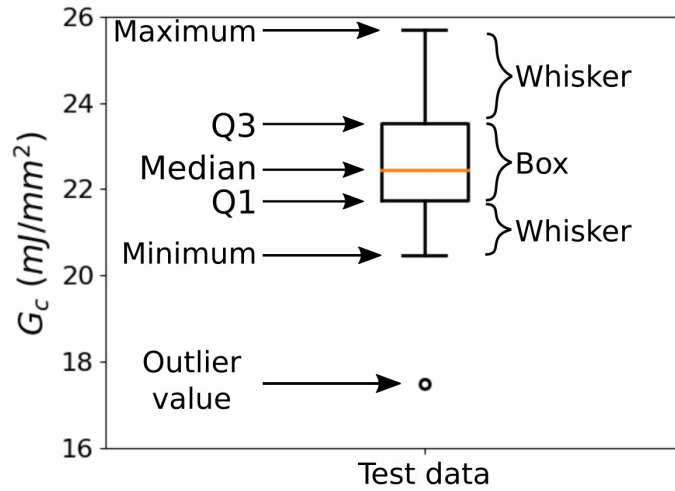 26
Maximum
Whisker
24
Q3
Median
Box
22
Q1
Whisker
Minimum
20
G_c (mJ/mm²)
18
Outlier
value
16
Test data